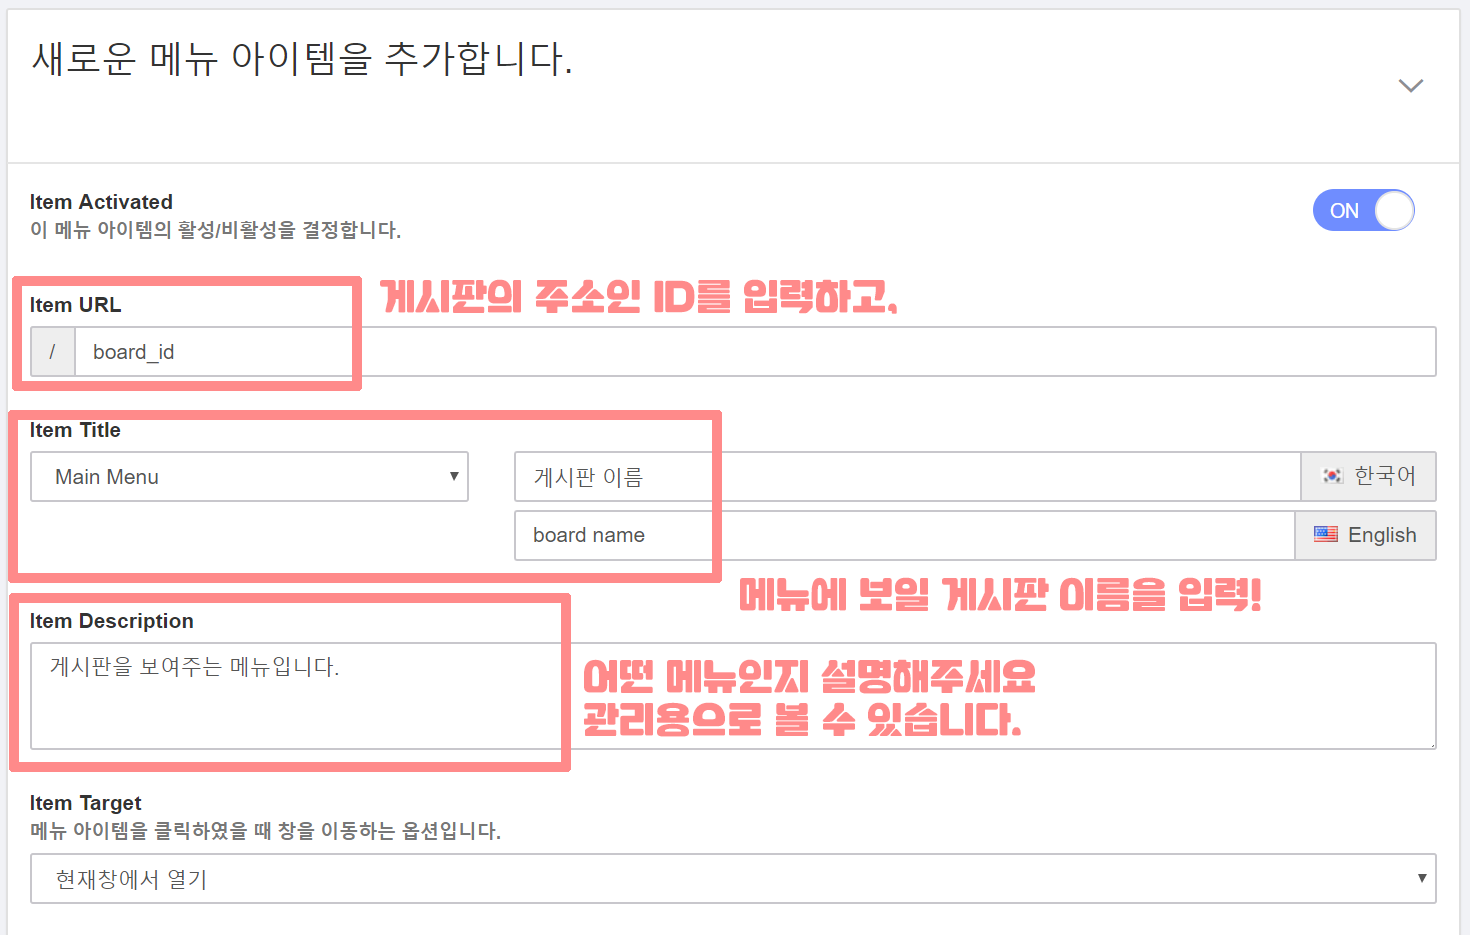 새로운 메뉴 아이템을 추가합니다.
Item Activated
이 메뉴 아이템의 활성/비활성을 결정합니다.
ON
Item URL
게시판의 주소인 ID를 입력하고,
/ board_id
Item Title
Main Menu
게시판 이름
한국어
board name
English
메뉴에 보일 게시판 이름을 입력!
Item Description
게시판을 보여주는 메뉴입니다.
어떤 메뉴인지 설명해주세요
관리용으로 볼 수 있습니다.
Item Target
메뉴 아이템을 클릭하였을 때 창을 이동하는 옵션입니다.
현재창에서 열기